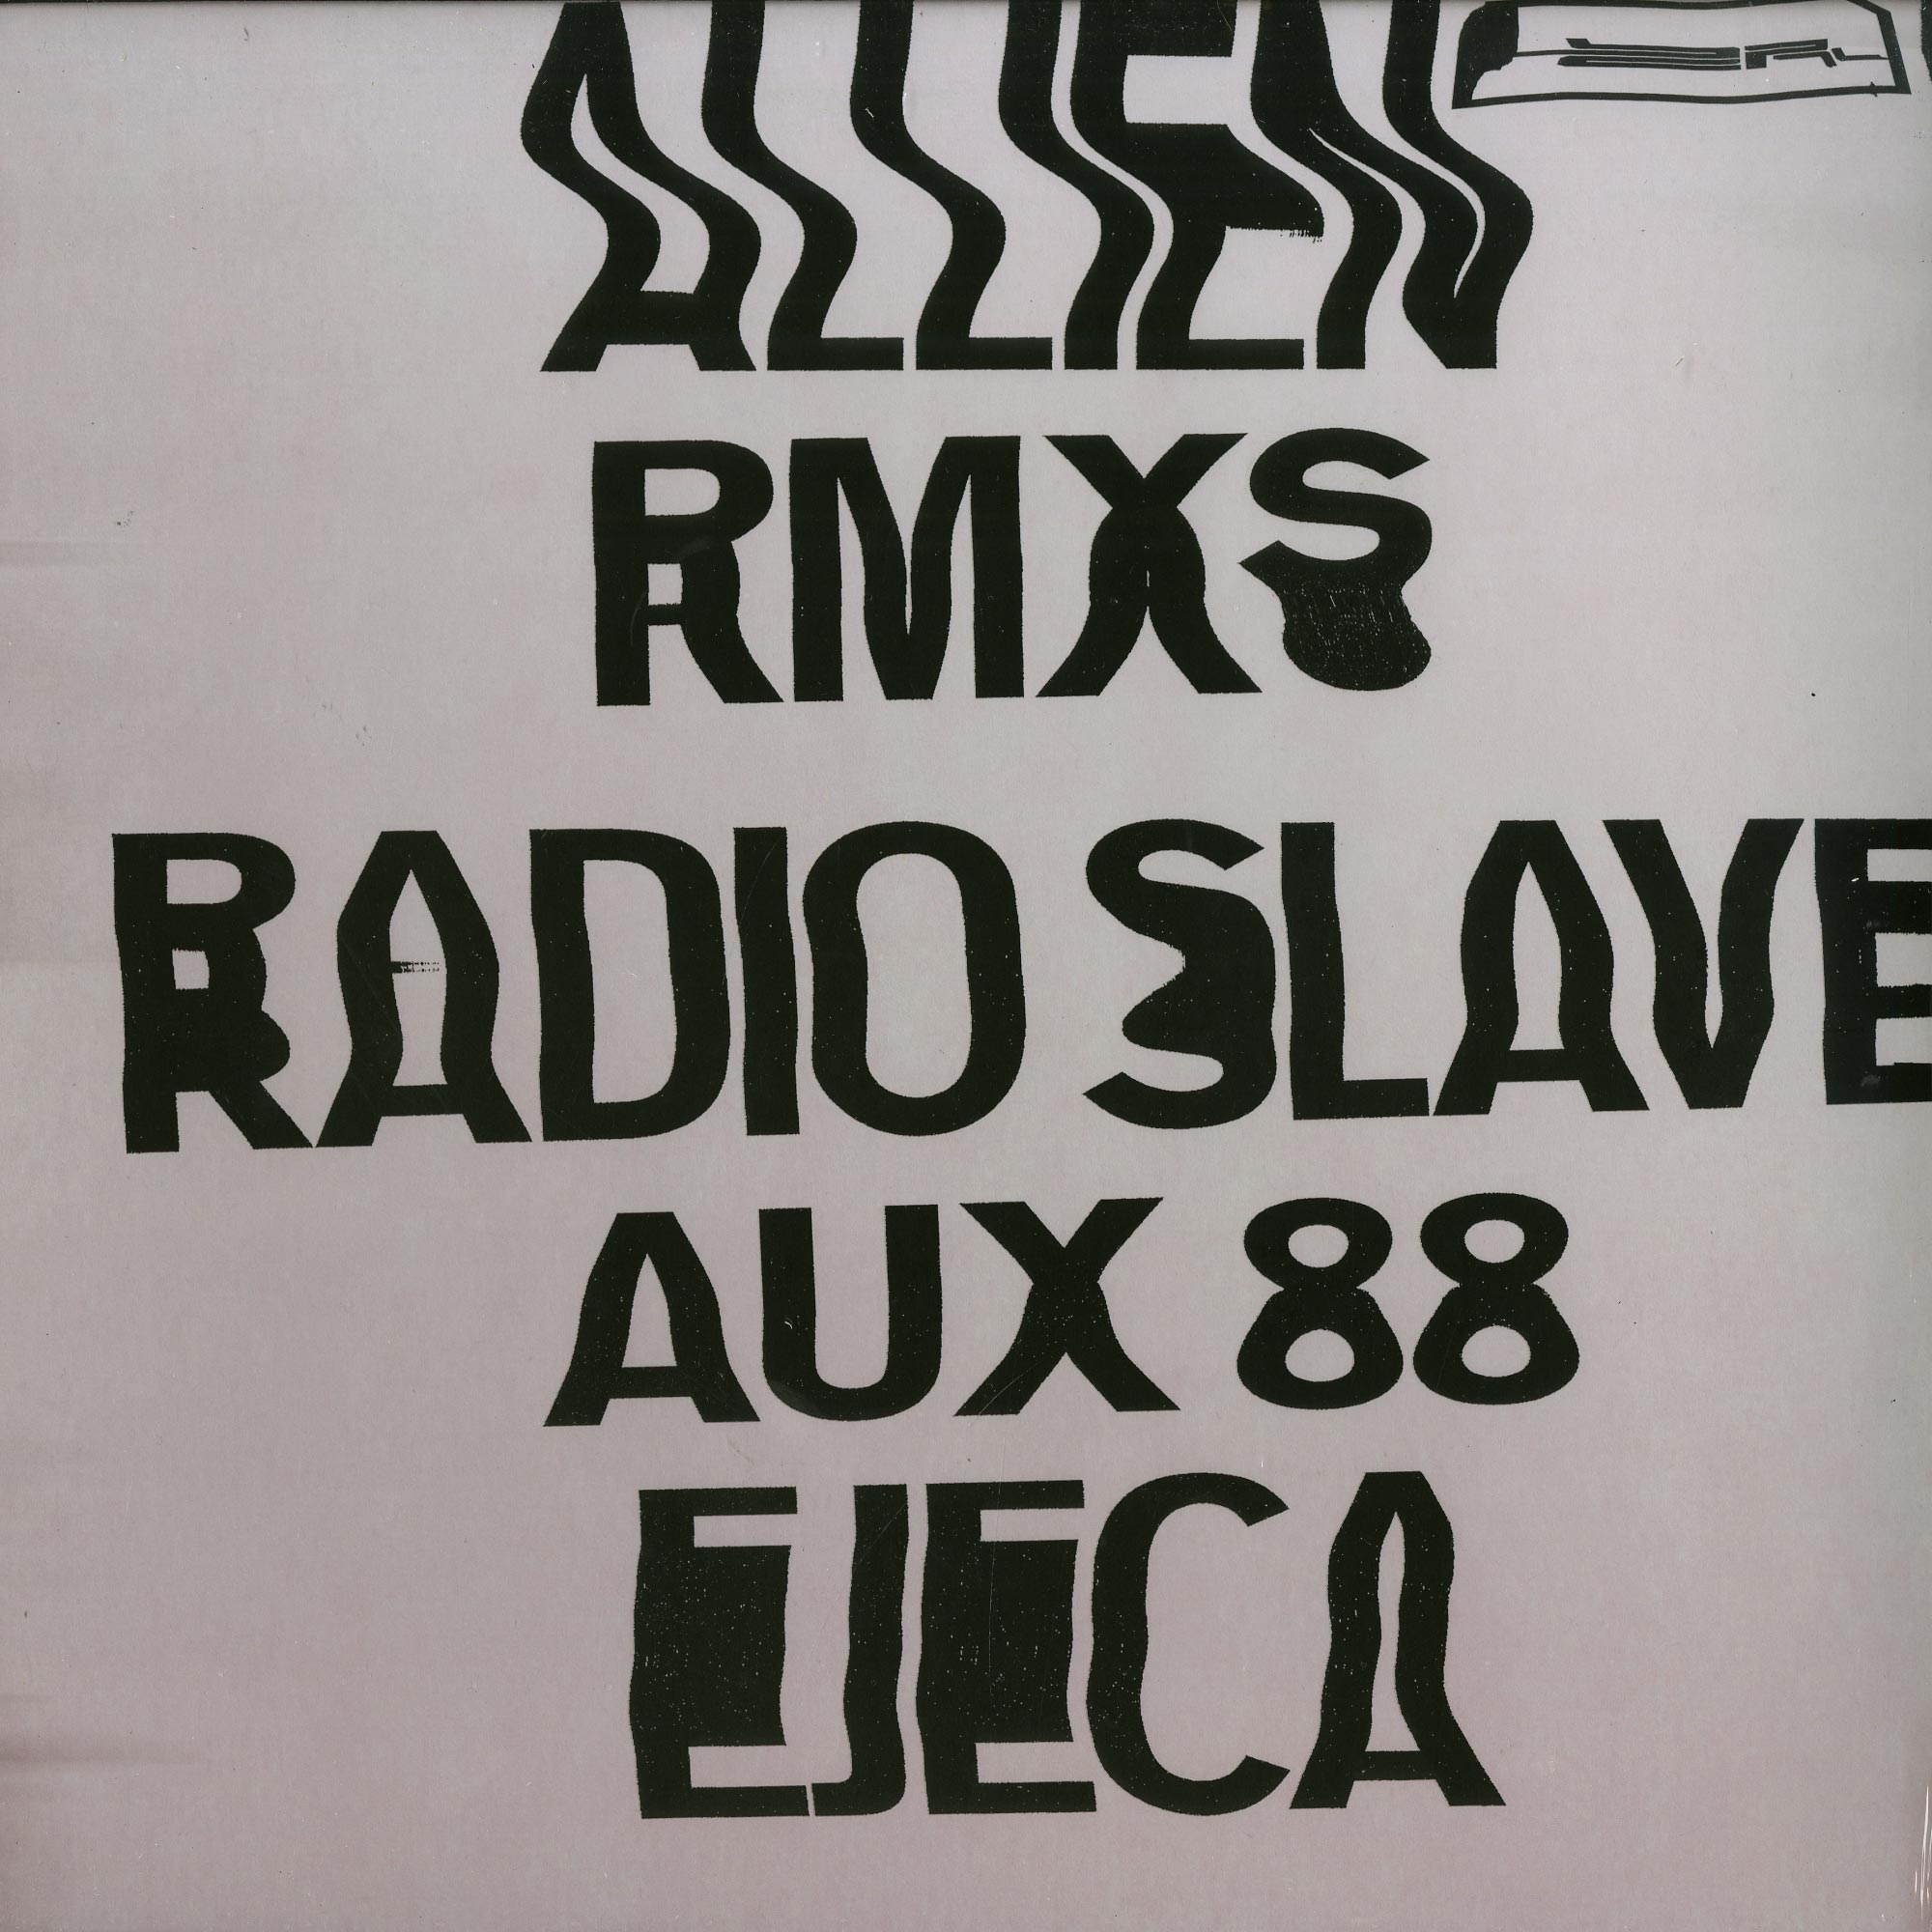 ALLIEN
RMXS
RADIO SLAVE
AUX 88
EJECA